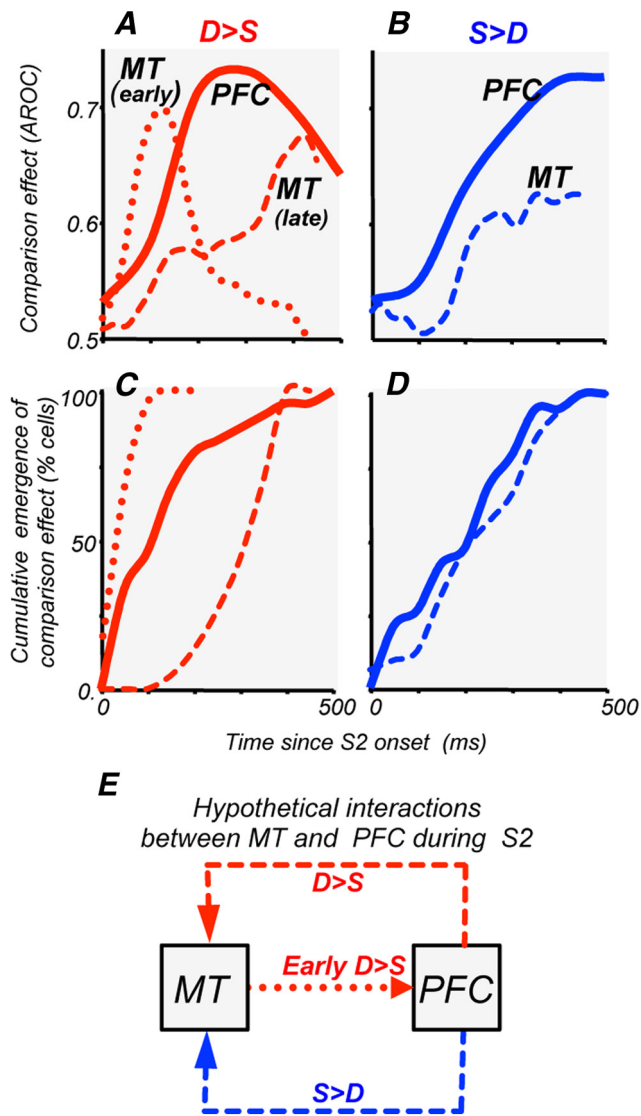 A
D>S
B
S>D
MT
(early)
PFC
MT
(late)
PFC
MT
Comparison effect (AROC)
0.7
0.6
0.5
C
D
Cumulative emergence of
comparison effect (% cells)
100
50
0.
0
500
0
500
Time since S2 onset (ms)
E
Hypothetical interactions
between MT and PFC during S2
D>S
MT
Early D>S
PFC
S>D